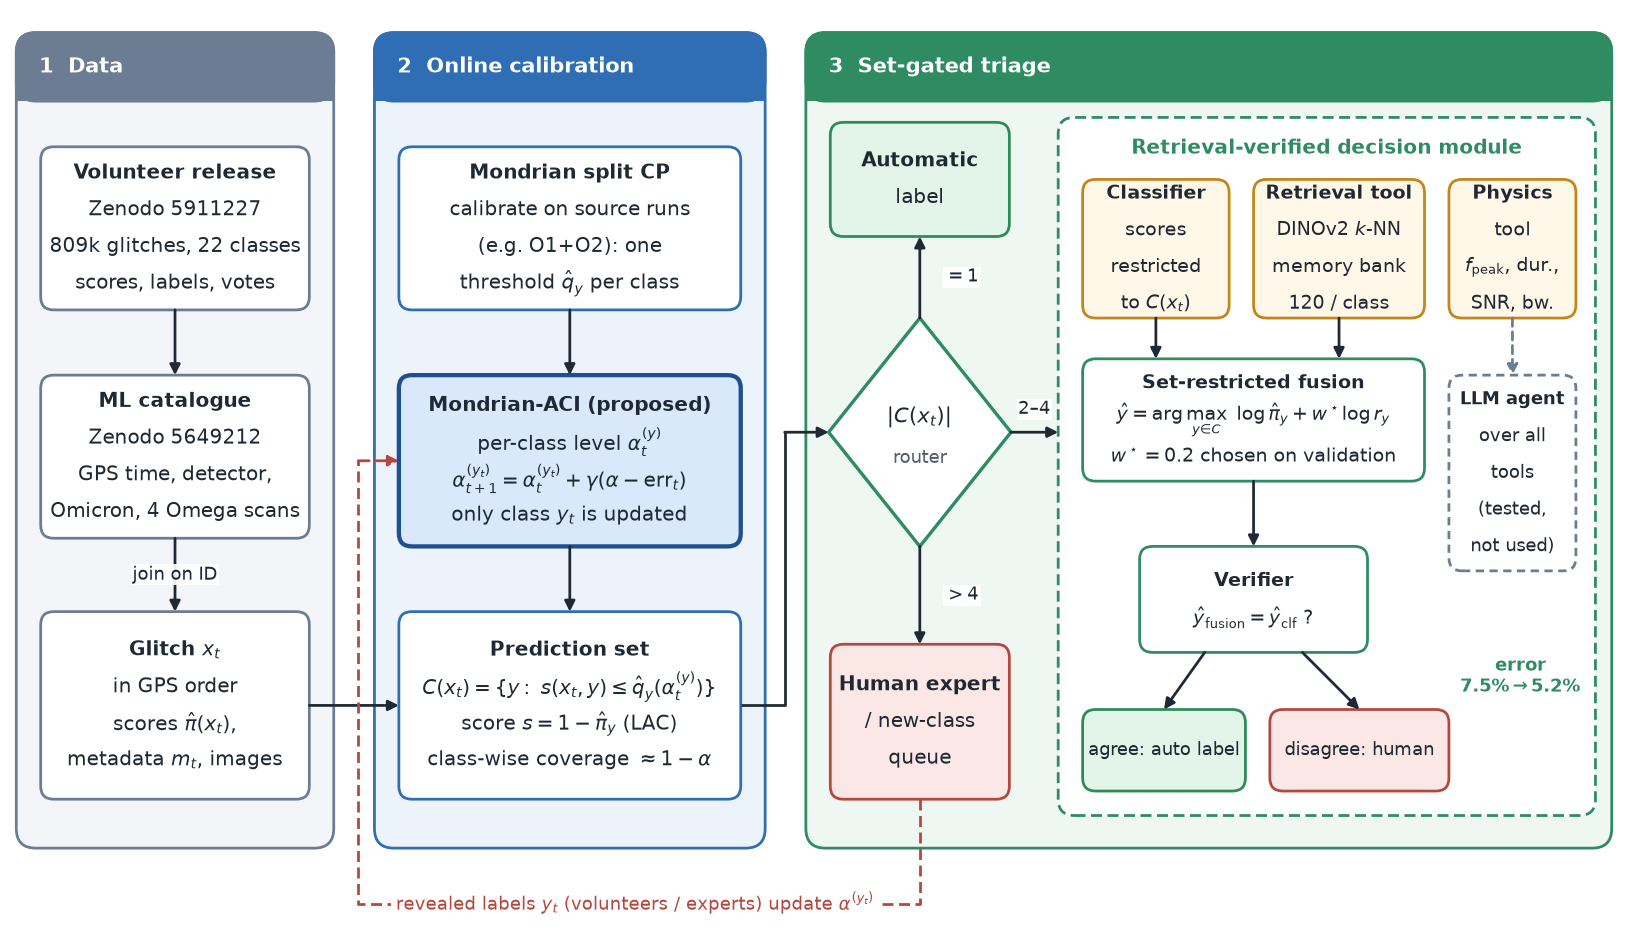 1 Data
Volunteer release
Zenodo 5911227
809k glitches, 22 classes
scores, labels, votes
ML catalogue
Zenodo 5649212
GPS time, detector,
Omicron, 4 Omega scans
join on ID
Glitch xₜ
in GPS order
scores π̂(xₜ),
metadata mₜ, images
2 Online calibration
Mondrian split CP
calibrate on source runs
(e.g. O1+O2): one
threshold q̂_y per class
Mondrian-ACI (proposed)
per-class level α_t^{(y)}
α_{t+1}^{(y_t)} = α_t^{(y_t)} + γ(α − err_t)
only class y_t is updated
Prediction set
C(x_t) = {y : s(x_t, y) ≤ q̂_y(α_t^{(y)})}
score s = 1 − π̂_y (LAC)
class-wise coverage ≈ 1 − α
3 Set-gated triage
Automatic
label
= 1
|C(x_t)|
router
2–4
> 4
Human expert
/ new-class
queue
Retrieval-verified decision module
Classifier
scores
restricted
to C(x_t)
Retrieval tool
DINOv2 k-NN
memory bank
120 / class
Physics
tool
f_peak, dur.,
SNR, bw.
Set-restricted fusion
ŷ = arg max_{y∈C} log π̂_y + w⋆ log r_y
w⋆ = 0.2 chosen on validation
LLM agent
over all
tools
(tested,
not used)
Verifier
ŷ_fusion = ŷ_clf ?
error
7.5%→5.2%
agree: auto label
disagree: human
revealed labels y_t (volunteers / experts) update α^{(y_t)}